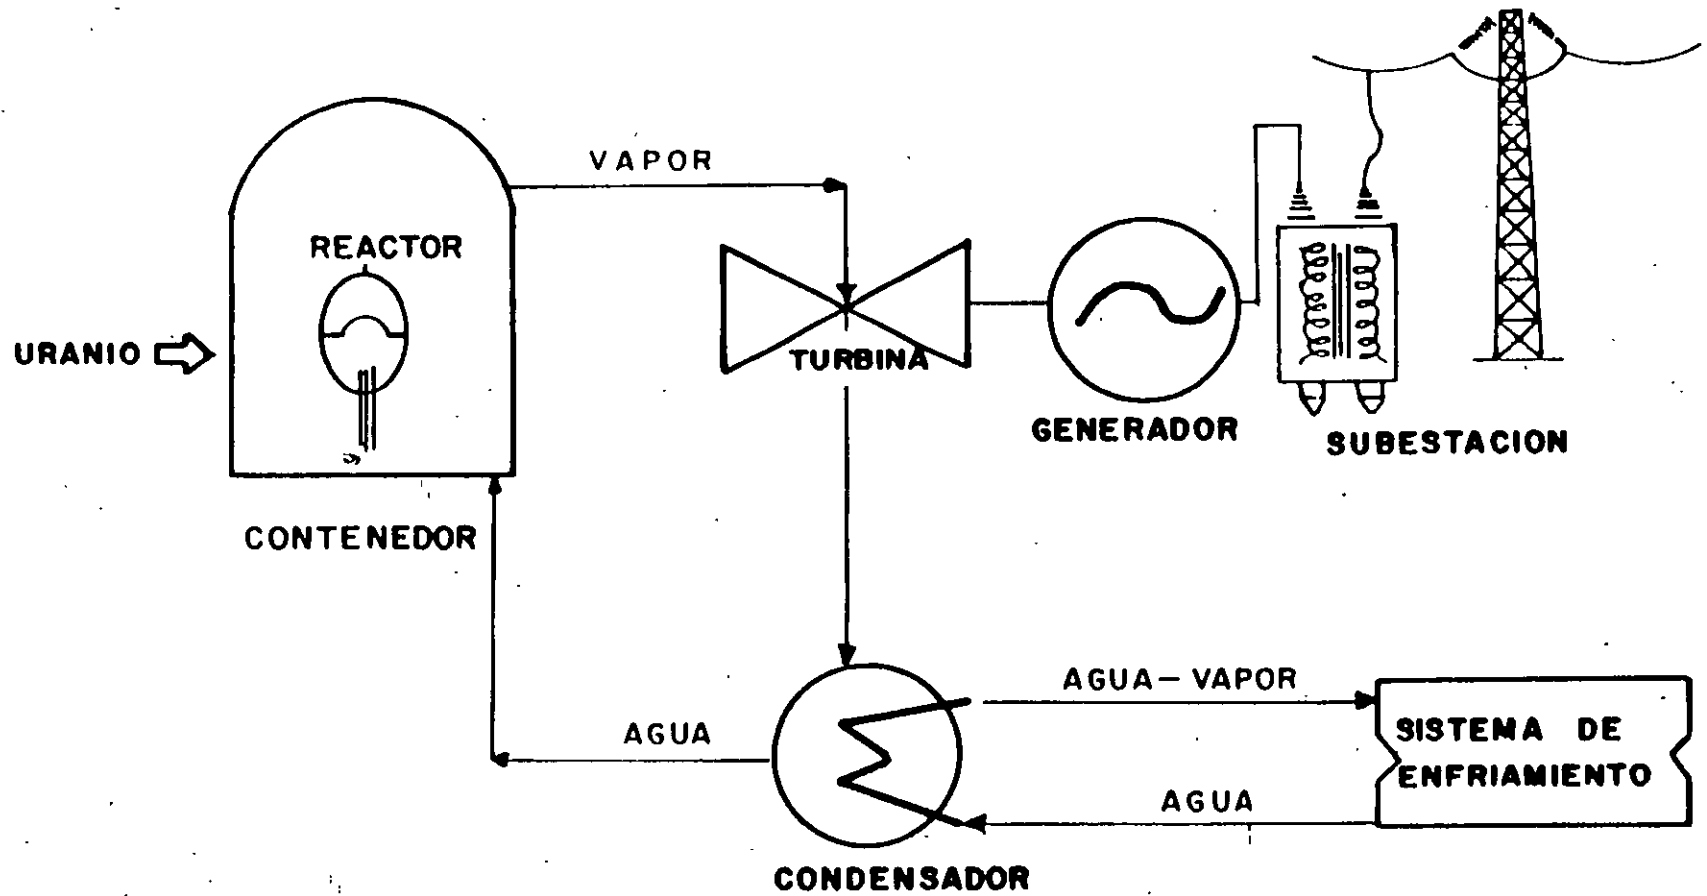 VAPOR
REACTOR
URANIO
TURBINA
GENERADOR
SUBESTACION
CONTENEDOR
AGUA-VAPOR
AGUA
SISTEMA DE
ENFRIAMIENTO
AGUA
CONDENSADOR